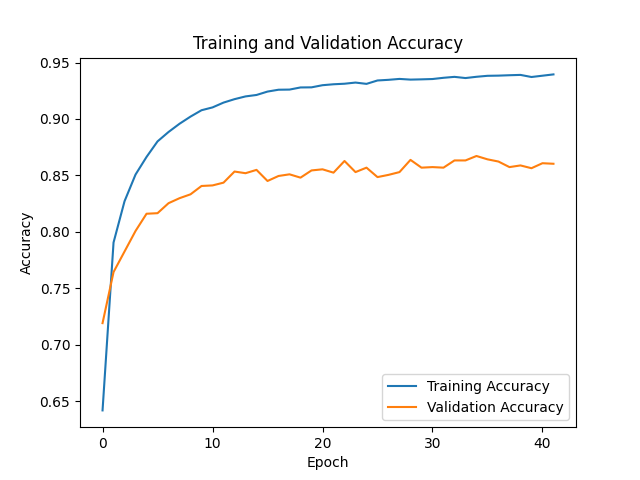 Training and Validation Accuracy
Accuracy
0.95
0.90
0.85
0.80
0.75
0.70
0.65
0 10 20 30 40
Epoch
Training Accuracy
Validation Accuracy